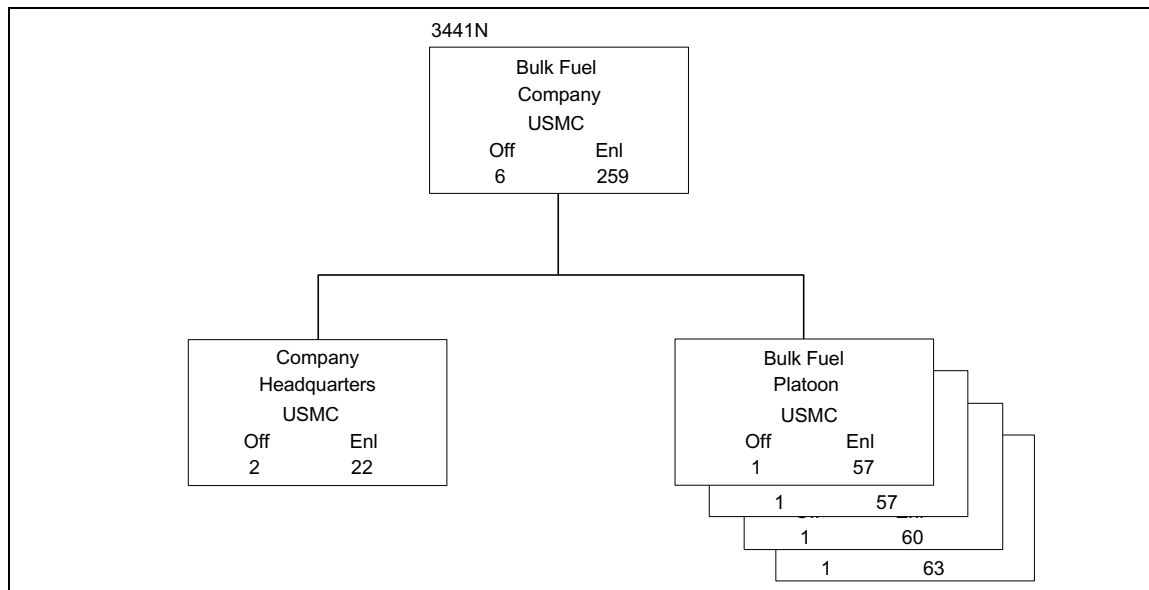 3441N
Bulk Fuel
Company
USMC
Off Enl
6 259
Company
Headquarters
USMC
Off Enl
2 22
Bulk Fuel
Platoon
USMC
Off Enl
1 57
1 57
1 60
1 63